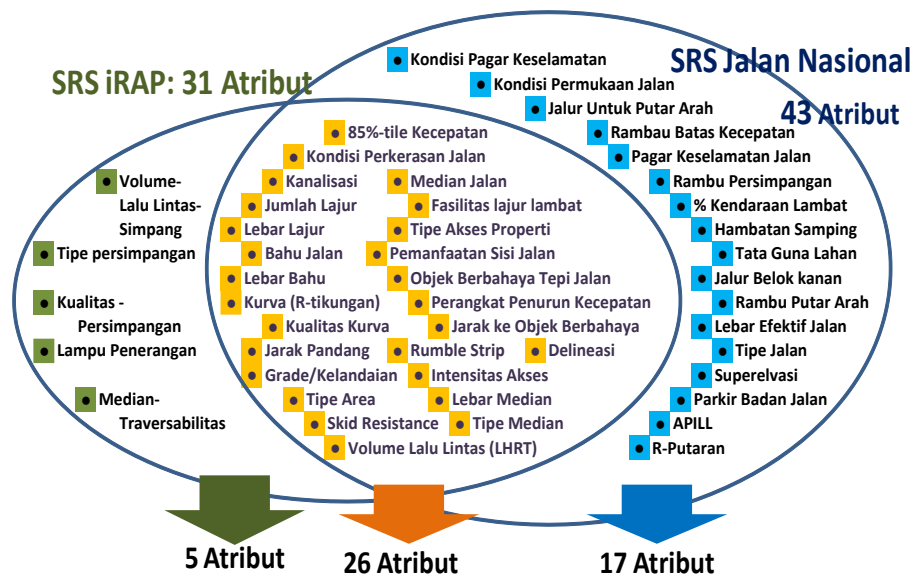 SRS iRAP: 31 Atribut
SRS Jalan Nasional
43 Atribut
Volume-
Lalu Lintas-
Simpang
Tipe persimpangan
Kualitas -
Persimpangan
Lampu Penerangan
Median-
Traversabilitas
85%-tile Kecepatan
Kondisi Perkerasan Jalan
Kanalisasi
Median Jalan
Jumlah Lajur
Fasilitas lajur lambat
Lebar Lajur
Tipe Akses Properti
Bahu Jalan
Pemanfaatan Sisi Jalan
Lebar Bahu
Objek Berbahaya Tepi Jalan
Kurva (R-tikungan)
Perangkat Penurun Kecepatan
Kualitas Kurva
Jarak ke Objek Berbahaya
Jarak Pandang
Rumble Strip
Delineasi
Grade/Kelandaian
Intensitas Akses
Tipe Area
Lebar Median
Skid Resistance
Tipe Median
Volume Lalu Lintas (LHRT)
Kondisi Pagar Keselamatan
Kondisi Permukaan Jalan
Jalur Untuk Putar Arah
Rambau Batas Kecepatan
Pagar Keselamatan Jalan
Rambu Persimpangan
% Kendaraan Lambat
Hambatan Samping
Tata Guna Lahan
Jalur Belok kanan
Rambu Putar Arah
Lebar Efektif Jalan
Tipe Jalan
Superelvasi
Parkir Badan Jalan
APILL
R-Putaran
5 Atribut
26 Atribut
17 Atribut